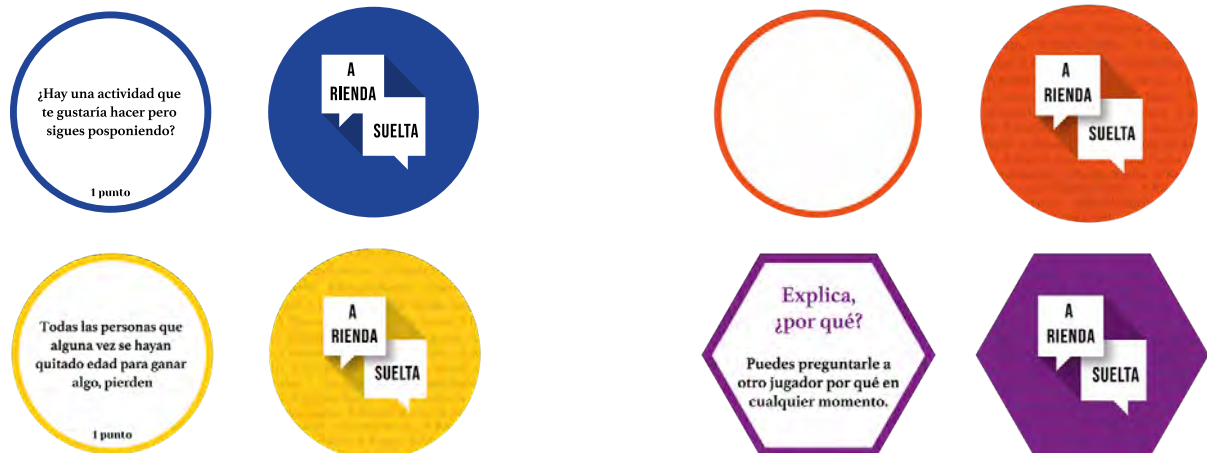 ¿Hay una actividad que
te gustaría hacer pero
sigues posponiendo?
1 punto
A
RIENDA
SUELTA
A
RIENDA
SUELTA
Todas las personas que
alguna vez se hayan
quitado edad para ganar
algo, pierden
1 punto
A
RIENDA
SUELTA
Explica,
¿por qué?
Puedes preguntarle a
otro jugador por qué en
cualquier momento.
A
RIENDA
SUELTA